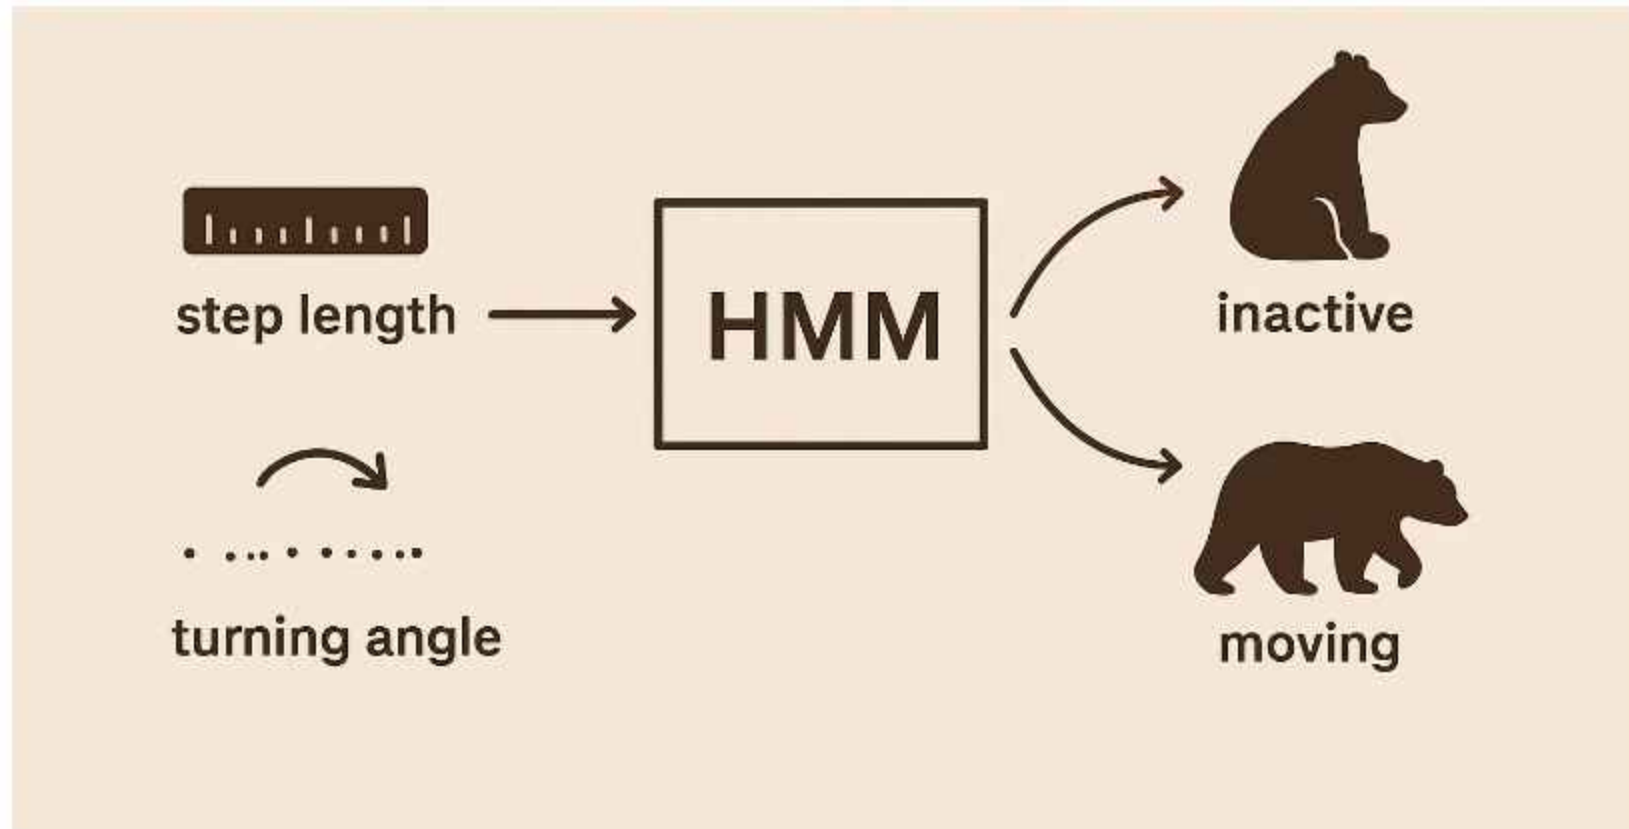 step length
turning angle
HMM
inactive
moving